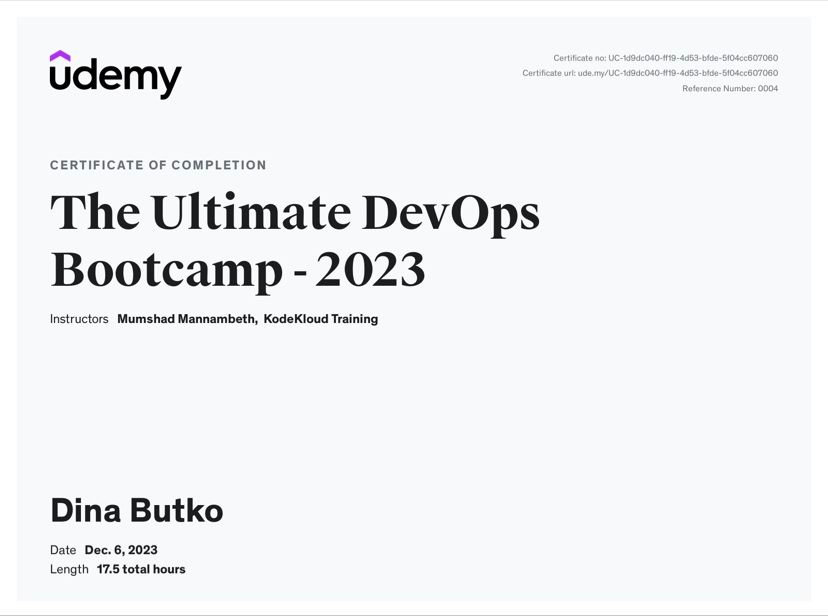 udemy
Certificate no: UC-1d9dc040-ff19-4d53-bfde-5f04cc607060
Certificate url: ude.my/UC-1d9dc040-ff19-4d53-bfde-5f04cc607060
Reference Number: 0004
CERTIFICATE OF COMPLETION
The Ultimate DevOps
Bootcamp - 2023
Instructors Mumshad Mannambeth, KodeKloud Training
Dina Butko
Date Dec. 6, 2023
Length 17.5 total hours